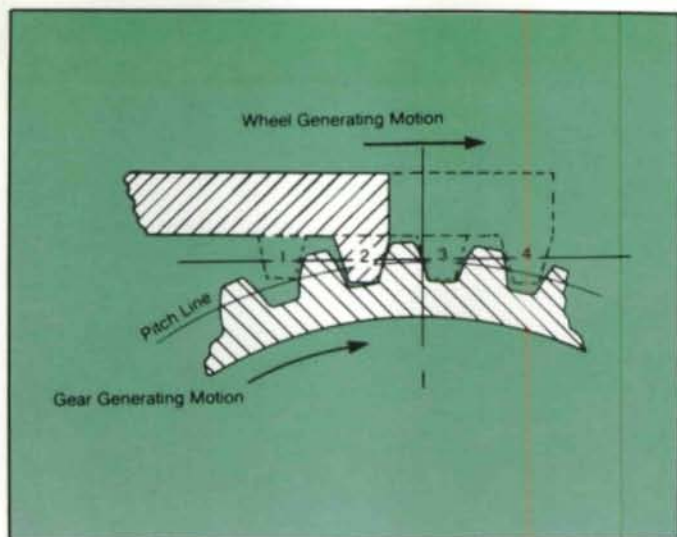 Wheel Generating Motion
1 2 3 4
Pitch Line
Gear Generating Motion